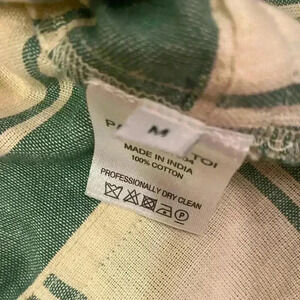 M
MADE IN INDIA
100% COTTON
PROFESSIONALLY DRY CLEAN
P